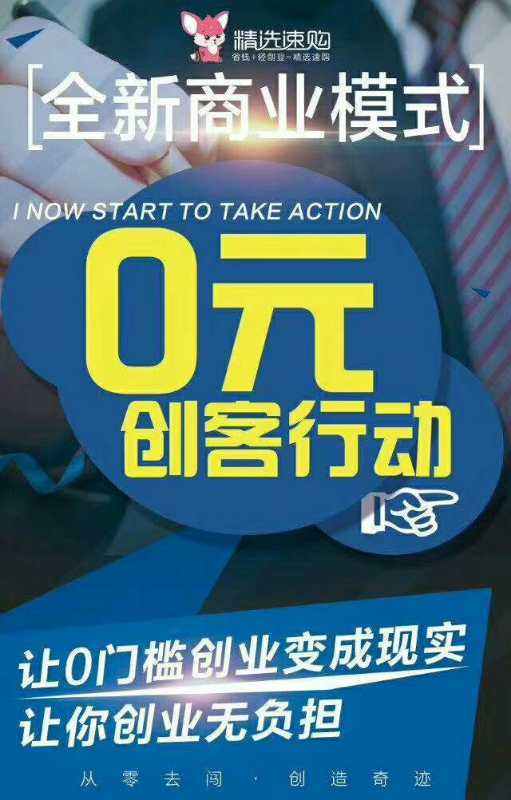 精选速购
省钱+轻创业=精选速购
[全新商业模式]
I NOW START TO TAKE ACTION
0元
创客行动
让0门槛创业变成现实
让你创业无负担
从零去闯·创造奇迹